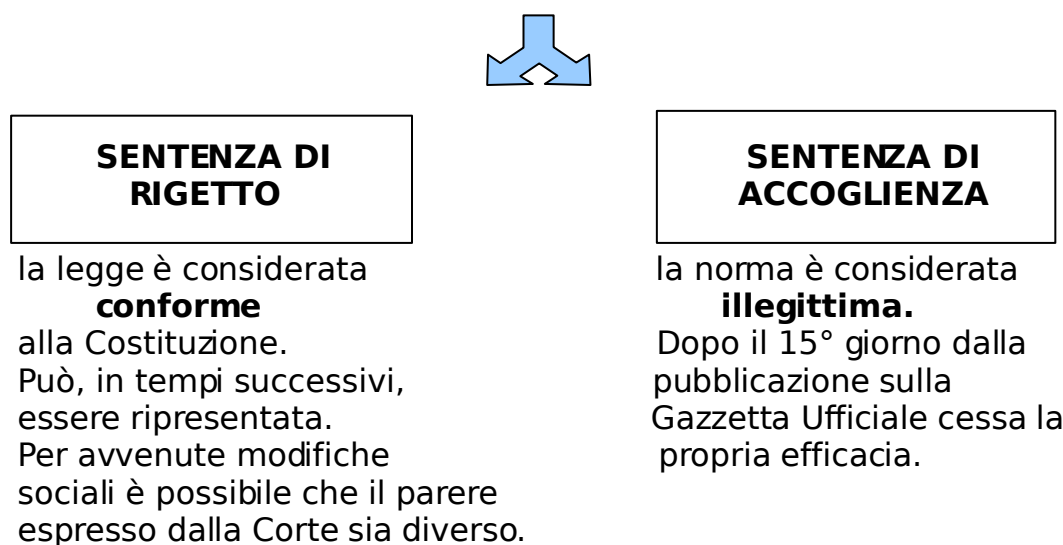 SENTENZA DI
RIGETTO
la legge è considerata
conforme
alla Costituzione.
Può, in tempi successivi,
essere ripresentata.
Per avvenute modifiche
sociali è possibile che il parere
espresso dalla Corte sia diverso.
SENTENZA DI
ACCOGLIENZA
la norma è considerata
illegittima.
Dopo il 15° giorno dalla
pubblicazione sulla
Gazzetta Ufficiale cessa la
propria efficacia.